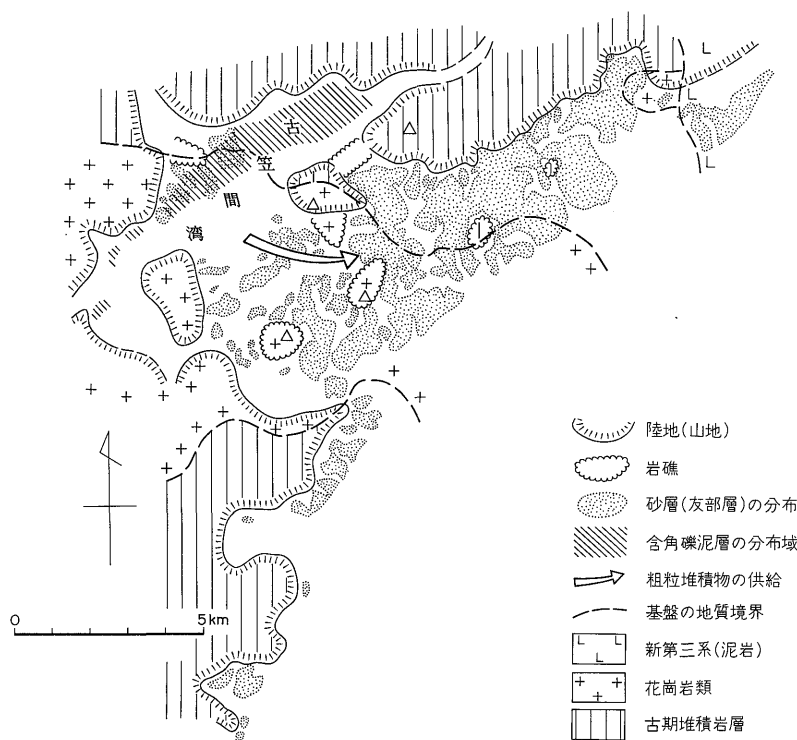 古
笠
間
湾
0 5km
陸地(山地)
岩礁
砂層(友部層)の分布
含角礫泥層の分布域
粗粒堆積物の供給
基盤の地質境界
新第三系(泥岩)
花崗岩類
古期堆積岩層